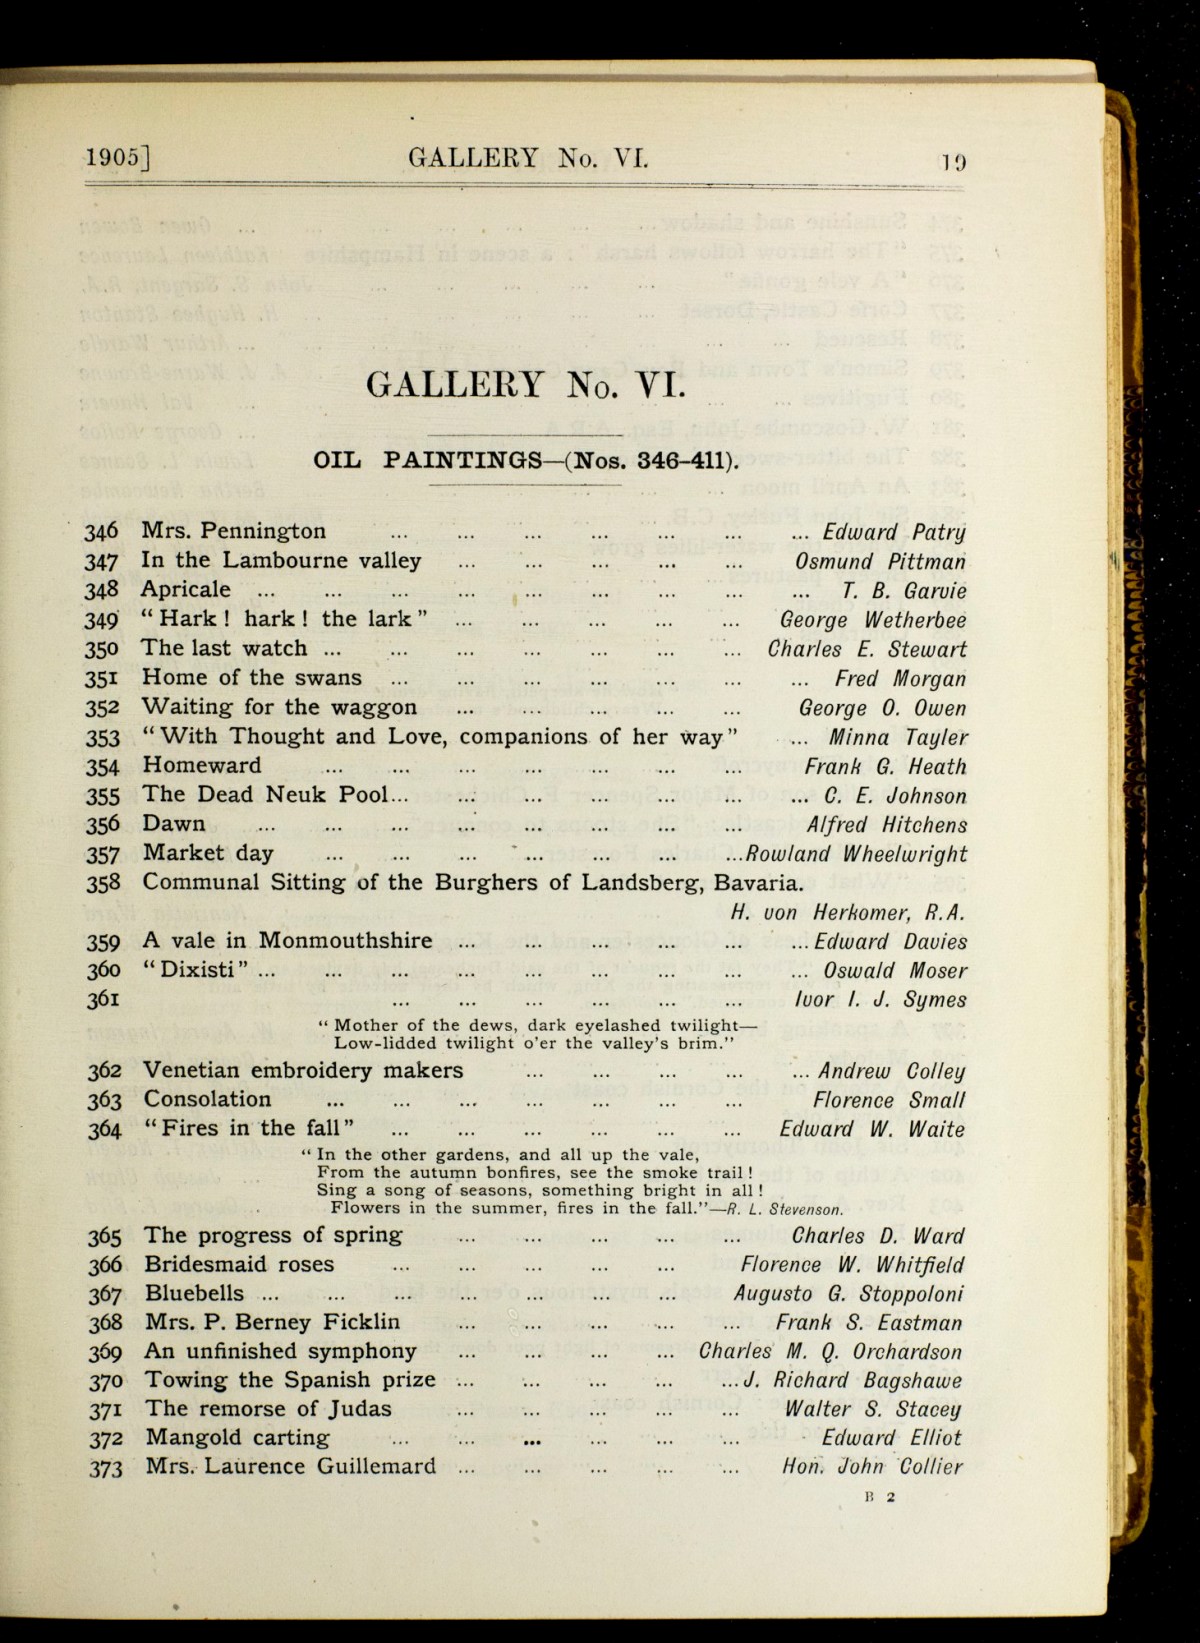 1905] GALLERY No. VI. 19
GALLERY No. VI.
OIL PAINTINGS—(Nos. 346-411).
346 Mrs. Pennington ... ... ... ... ... ... ... Edward Patry
347 In the Lambourne valley ... ... ... ... ... Osmund Pittman
348 Apricale ... ... ... ... ... ... ... ... ... T. B. Garvie
349 “Hark! hark! the lark” ... ... ... ... ... George Wetherbee
350 The last watch ... ... ... ... ... ... ... Charles E. Stewart
351 Home of the swans ... ... ... ... ... ... ... Fred Morgan
352 Waiting for the waggon ... ... ... ... ... George O. Owen
353 “With Thought and Love, companions of her way” ... Minna Tayler
354 Homeward ... ... ... ... ... ... ... Frank G. Heath
355 The Dead Neuk Pool... ... ... ... ... ... ... C. E. Johnson
356 Dawn ... ... ... ... ... ... ... ... Alfred Hitchens
357 Market day ... ... ... ... ... ... ...Rowland Wheelwright
358 Communal Sitting of the Burghers of Landsberg, Bavaria.
H. von Herkomer, R.A.
359 A vale in Monmouthshire ... ... ... ... ... ... Edward Davies
360 “Dixisti” ... ... ... ... ... ... ... ... ... Oswald Moser
361 ... ... ... ... ... ... Ivor I. J. Symes
“Mother of the dews, dark eyelashed twilight—
Low-lidded twilight o'er the valley's brim.”
362 Venetian embroidery makers ... ... ... ... ... Andrew Colley
363 Consolation ... ... ... ... ... ... ... Florence Small
364 “Fires in the fall” ... ... ... ... ... ... Edward W. Waite
“In the other gardens, and all up the vale,
From the autumn bonfires, see the smoke trail!
Sing a song of seasons, something bright in all!
Flowers in the summer, fires in the fall.”—R. L. Stevenson.
365 The progress of spring ... ... ... ... ... Charles D. Ward
366 Bridesmaid roses ... ... ... ... ... Florence W. Whitfield
367 Bluebells ... ... ... ... ... ... ... Augusto G. Stoppoloni
368 Mrs. P. Berney Ficklin ... ... ... ... ... Frank S. Eastman
369 An unfinished symphony ... ... ... ... Charles M. Q. Orchardson
370 Towing the Spanish prize ... ... ... ... ...J. Richard Bagshawe
371 The remorse of Judas ... ... ... ... ... Walter S. Stacey
372 Mangold carting ... ... ... ... ... ... Edward Elliot
373 Mrs. Laurence Guillemard ... ... ... ... ... Hon. John Collier
B 2